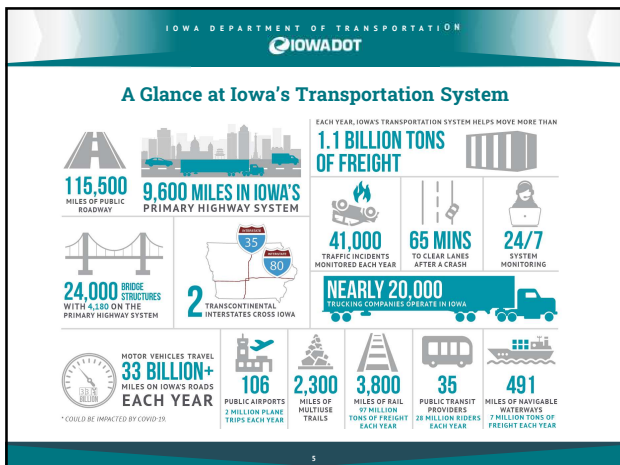 IOWA DEPARTMENT OF TRANSPORTATION
IOWADOT
A Glance at Iowa's Transportation System
115,500
MILES OF PUBLIC
ROADWAY
9,600 MILES IN IOWA'S
PRIMARY HIGHWAY SYSTEM
EACH YEAR, IOWA'S TRANSPORTATION SYSTEM HELPS MOVE MORE THAN
1.1 BILLION TONS
OF FREIGHT
41,000
TRAFFIC INCIDENTS
MONITORED EACH YEAR
65 MINS
TO CLEAR LANES
AFTER A CRASH
24/7
SYSTEM
MONITORING
24,000 BRIDGE STRUCTURES
WITH 4,180 ON THE
PRIMARY HIGHWAY SYSTEM
INTERSTATE
35
INTERSTATE
80
2 TRANSCONTINENTAL
INTERSTATES CROSS IOWA
NEARLY 20,000
TRUCKING COMPANIES OPERATE IN IOWA
BILLION
MOTOR VEHICLES TRAVEL
33 BILLION+
MILES ON IOWA'S ROADS
EACH YEAR
* COULD BE IMPACTED BY COVID-19.
106
PUBLIC AIRPORTS
2 MILLION PLANE
TRIPS EACH YEAR
2,300
MILES OF
MULTIUSE
TRAILS
3,800
MILES OF RAIL
97 MILLION
TONS OF FREIGHT
EACH YEAR
35
PUBLIC TRANSIT
PROVIDERS
28 MILLION RIDERS
EACH YEAR
491
MILES OF NAVIGABLE
WATERWAYS
7 MILLION TONS OF
FREIGHT EACH YEAR
5